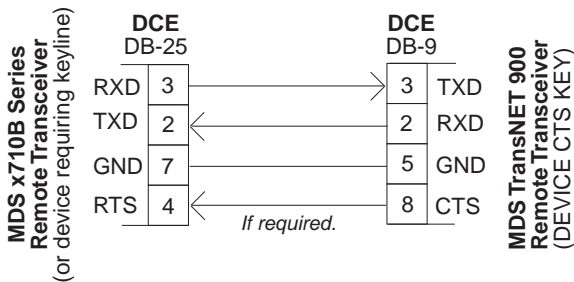 MDS x710B Series
Remote Transceiver
(or device requiring keyline)
DCE
DB-25
RXD 3
TXD 2
GND 7
RTS 4
If required.
DCE
DB-9
3 TXD
2 RXD
5 GND
8 CTS
MDS TransNET 900
Remote Transceiver
(DEVICE CTS KEY)